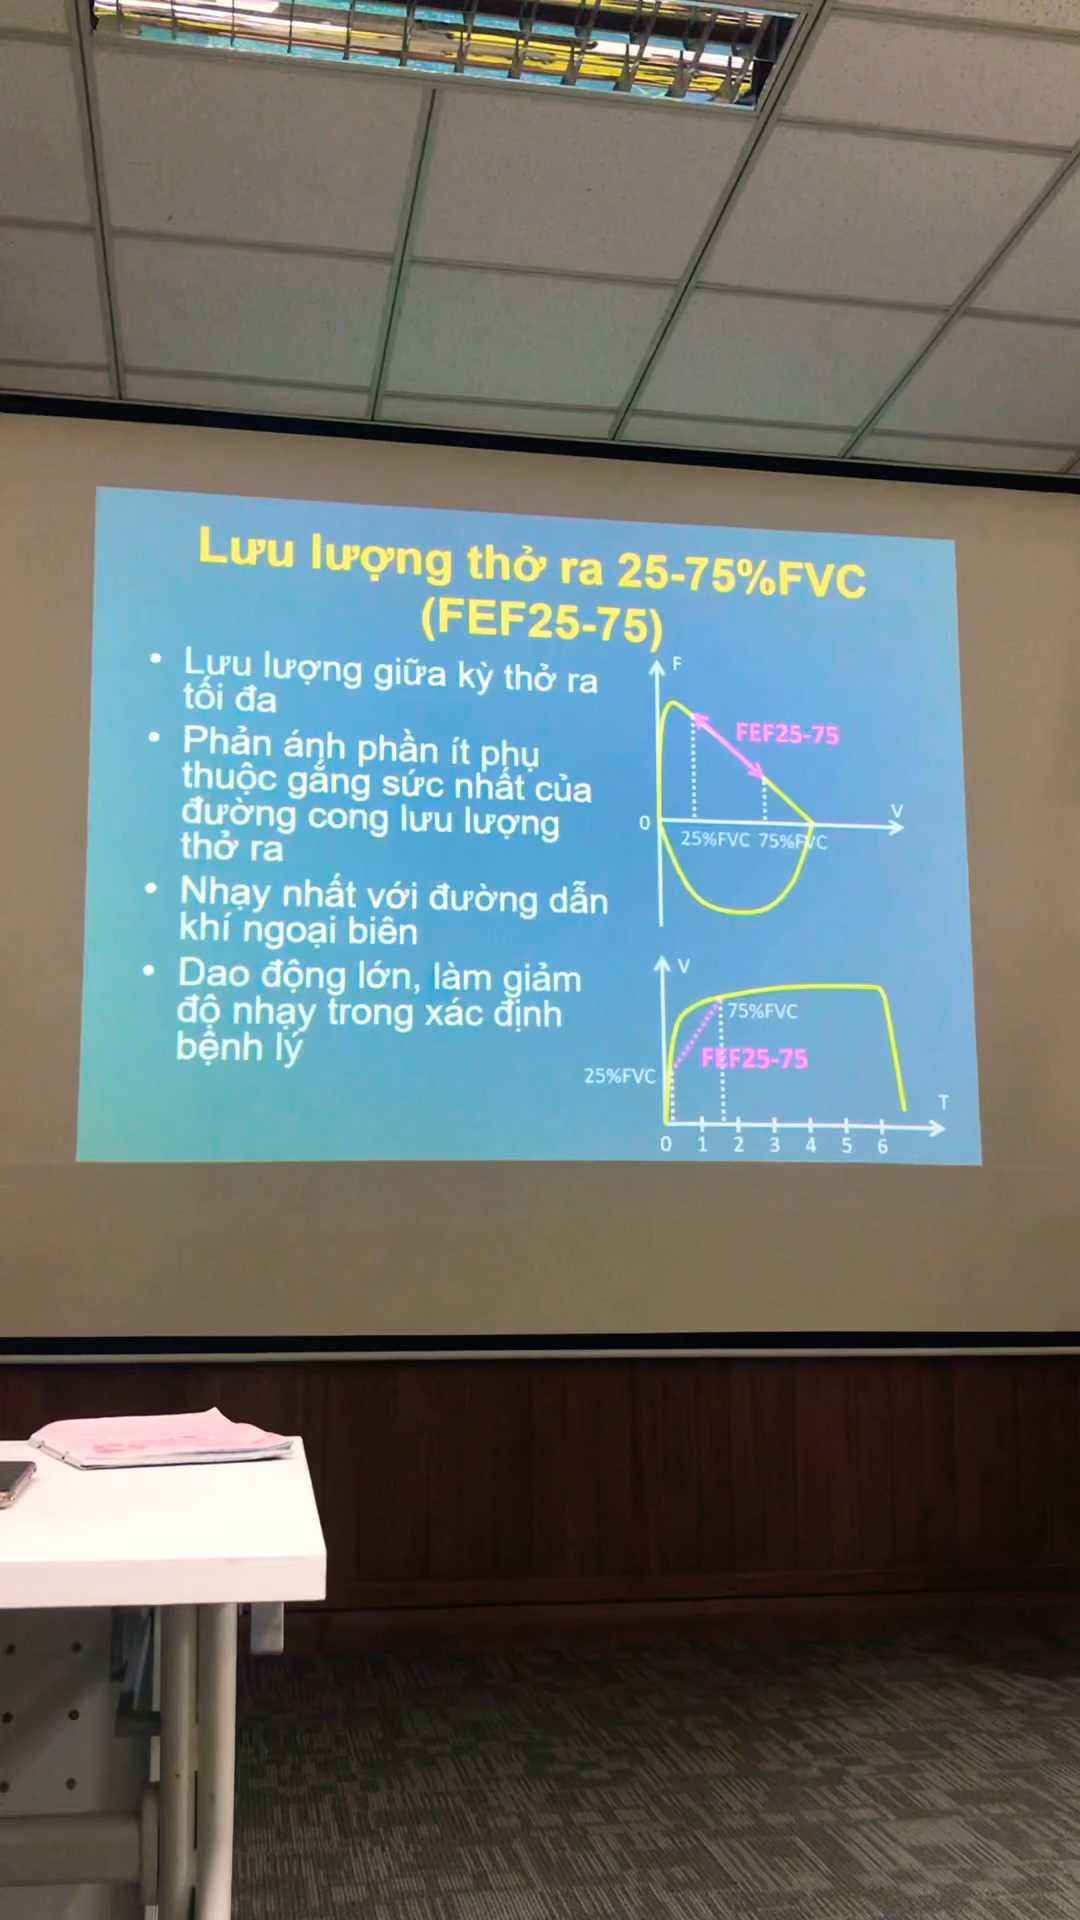 Lưu lượng thở ra 25-75%FVC
(FEF25-75)
• Lưu lượng giữa kỳ thở ra
tối đa
• Phản ánh phần ít phụ
thuộc gắng sức nhất của
đường cong lưu lượng
thở ra
• Nhạy nhất với đường dẫn
khí ngoại biên
• Dao động lớn, làm giảm
độ nhạy trong xác định
bệnh lý
F
FEF25-75
V
0
25%FVC 75%FVC
V
75%FVC
FEF25-75
25%FVC
T
0 1 2 3 4 5 6